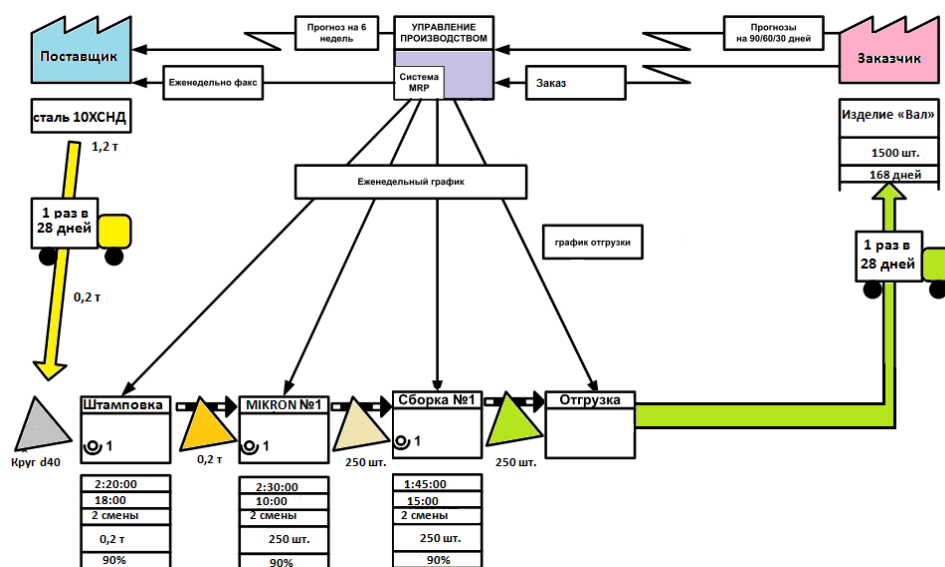 Поставщик
Прогноз на 6
недель
УПРАВЛЕНИЕ
ПРОИЗВОДСТВОМ
Прогнозы
на 90/60/30 дней
Заказчик
Еженедельно факс
Система
MRP
Заказ
сталь 10ХСНД
Изделие «Вал»
1500 шт.
168 дней
1,2 т
Еженедельный график
1 раз в
28 дней
график отгрузки
1 раз в
28 дней
0,2 т
Штамповка
1
MIKRON №1
1
Сборка №1
1
Отгрузка
Круг d40
0,2 т
250 шт.
250 шт.
2:20:00
18:00
2 смены
0,2 т
90%
2:30:00
10:00
2 смены
250 шт.
90%
1:45:00
15:00
2 смены
250 шт.
90%